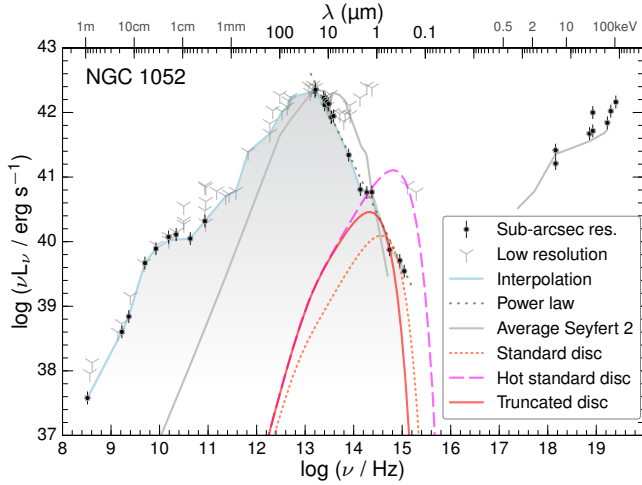 λ (μm)
1m 10cm 1cm 1mm 100 10 1 0.1 0.5 2 5 10 100keV
NGC 1052
log (νLν / erg s⁻¹)
43
42
41
40
39
38
37
Sub-arcsec res.
Low resolution
Interpolation
Power law
Average Seyfert 2
Standard disc
Hot standard disc
Truncated disc
8 9 10 11 12 13 14 15 16 17 18 19
log (ν / Hz)